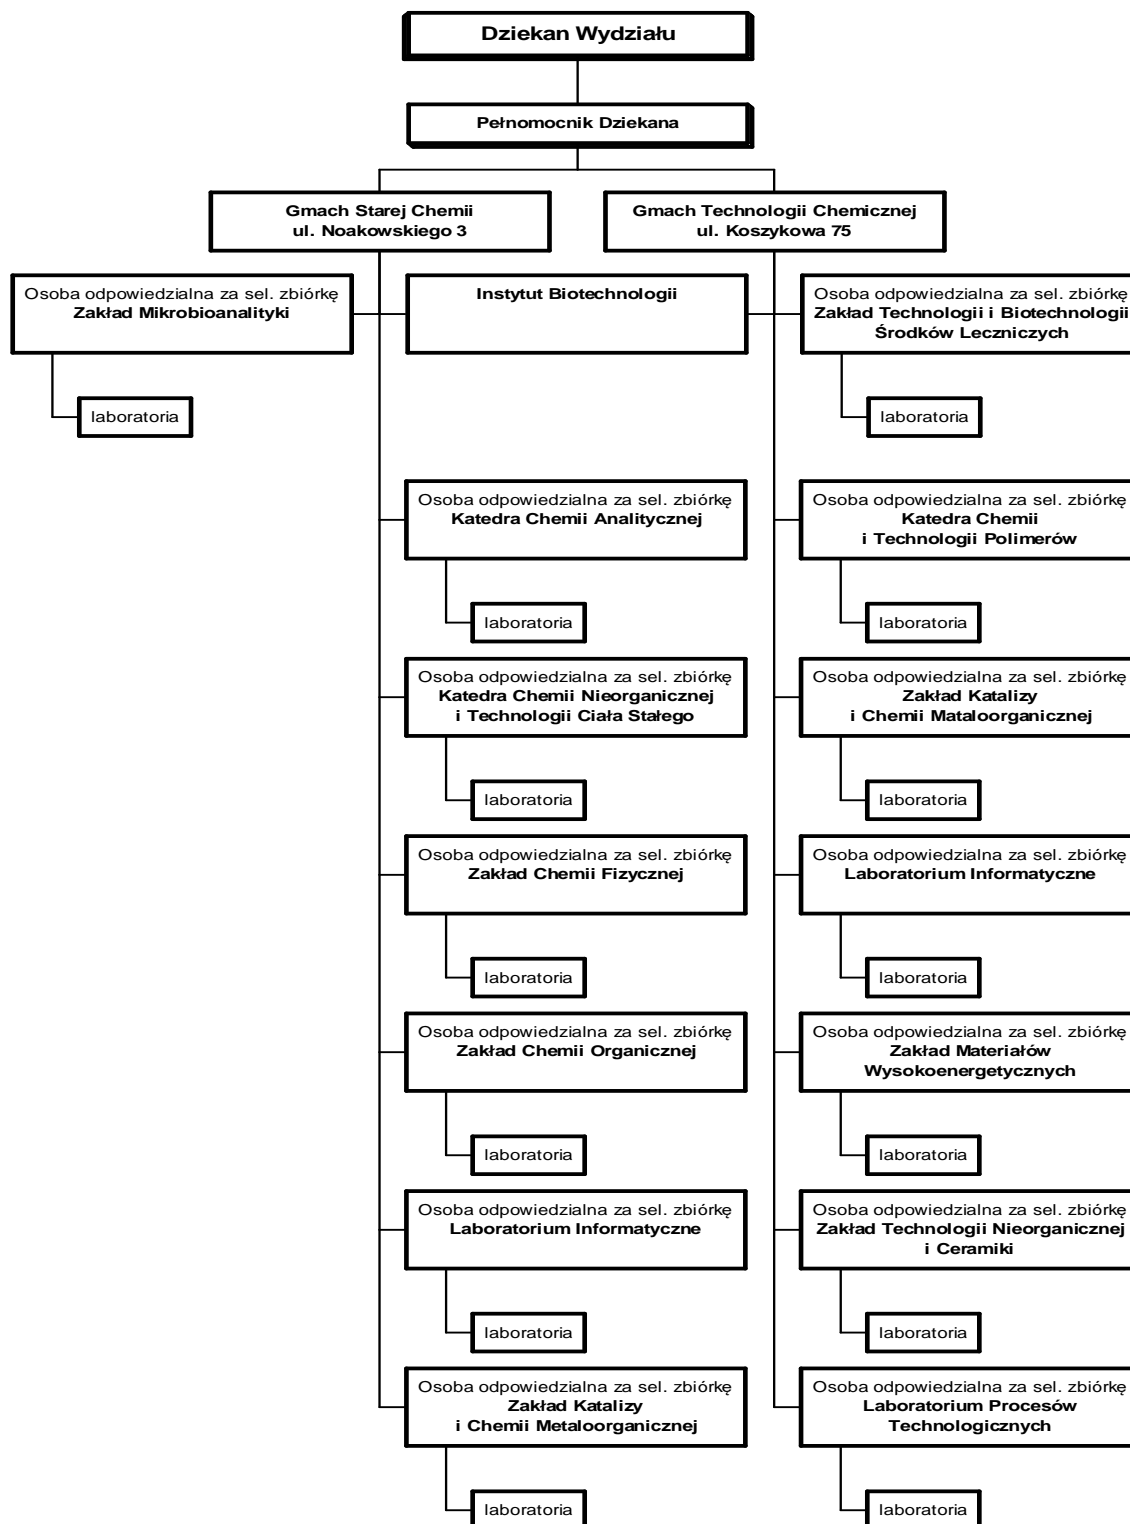 Dziekan Wydziału
Pełnomocnik Dziekana
Gmach Starej Chemii
ul. Noakowskiego 3
Gmach Technologii Chemicznej
ul. Koszykowa 75
Osoba odpowiedzialna za sel. zbiórkę
Zakład Mikrobioanalityki
Instytut Biotechnologii
Osoba odpowiedzialna za sel. zbiórkę
Zakład Technologii i Biotechnologii
Środków Leczniczych
laboratoria
laboratoria
Osoba odpowiedzialna za sel. zbiórkę
Katedra Chemii Analitycznej
Osoba odpowiedzialna za sel. zbiórkę
Katedra Chemii
i Technologii Polimerów
laboratoria
laboratoria
Osoba odpowiedzialna za sel. zbiórkę
Katedra Chemii Nieorganicznej
i Technologii Ciała Stałego
Osoba odpowiedzialna za sel. zbiórkę
Zakład Katalizy
i Chemii Mataloorganicznej
laboratoria
laboratoria
Osoba odpowiedzialna za sel. zbiórkę
Zakład Chemii Fizycznej
Osoba odpowiedzialna za sel. zbiórkę
Laboratorium Informatyczne
laboratoria
laboratoria
Osoba odpowiedzialna za sel. zbiórkę
Zakład Chemii Organicznej
Osoba odpowiedzialna za sel. zbiórkę
Zakład Materiałów
Wysokoenergetycznych
laboratoria
laboratoria
Osoba odpowiedzialna za sel. zbiórkę
Laboratorium Informatyczne
Osoba odpowiedzialna za sel. zbiórkę
Zakład Technologii Nieorganicznej
i Ceramiki
laboratoria
laboratoria
Osoba odpowiedzialna za sel. zbiórkę
Zakład Katalizy
i Chemii Metaloorganicznej
Osoba odpowiedzialna za sel. zbiórkę
Laboratorium Procesów
Technologicznych
laboratoria
laboratoria